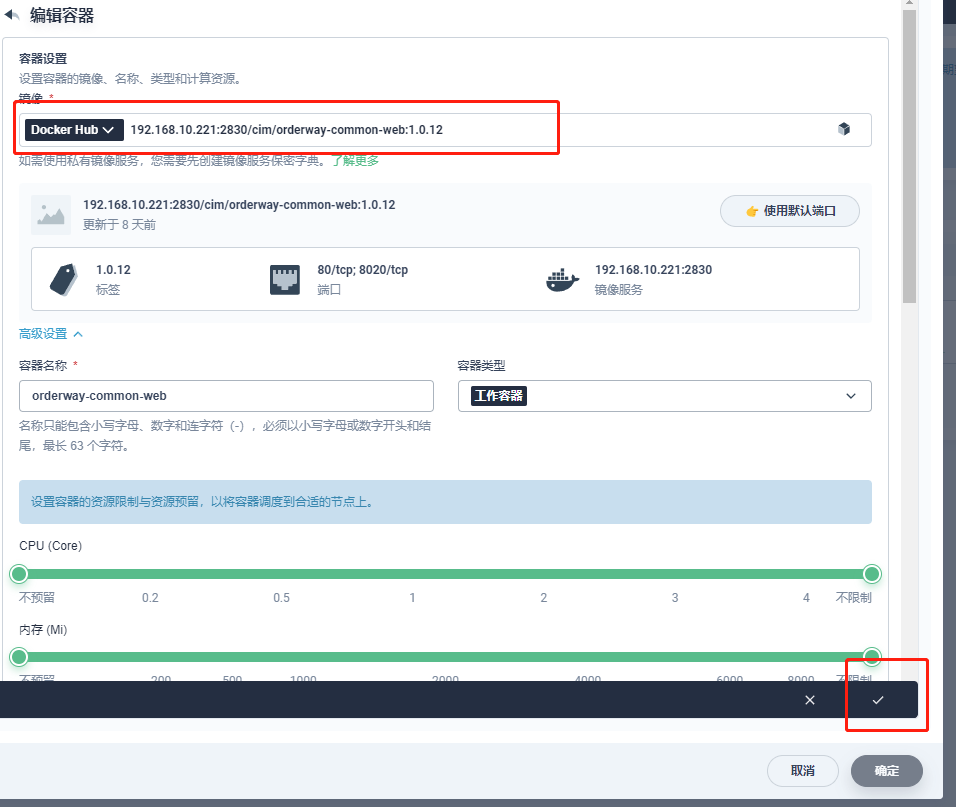 编辑容器
容器设置
设置容器的镜像、名称、类型和计算资源。
镜像 *
Docker Hub 192.168.10.221:2830/cim/orderway-common-web:1.0.12
如需使用私有镜像服务，您需要先创建镜像服务保密字典。了解更多
192.168.10.221:2830/cim/orderway-common-web:1.0.12
更新于 8 天前
使用默认端口
1.0.12 80/tcp; 8020/tcp 192.168.10.221:2830
标签 端口 镜像服务
高级设置
容器名称 * 容器类型
orderway-common-web 工作容器
名称只能包含小写字母、数字和连字符（-），必须以小写字母或数字开头和结
尾，最长 63 个字符。
设置容器的资源限制与资源预留，以将容器调度到合适的节点上。
CPU (Core)
不预留 0.2 0.5 1 2 3 4 不限制
内存 (Mi)
不预留 200 500 1000 2000 4000 6000 8000 不限制
取消 确定